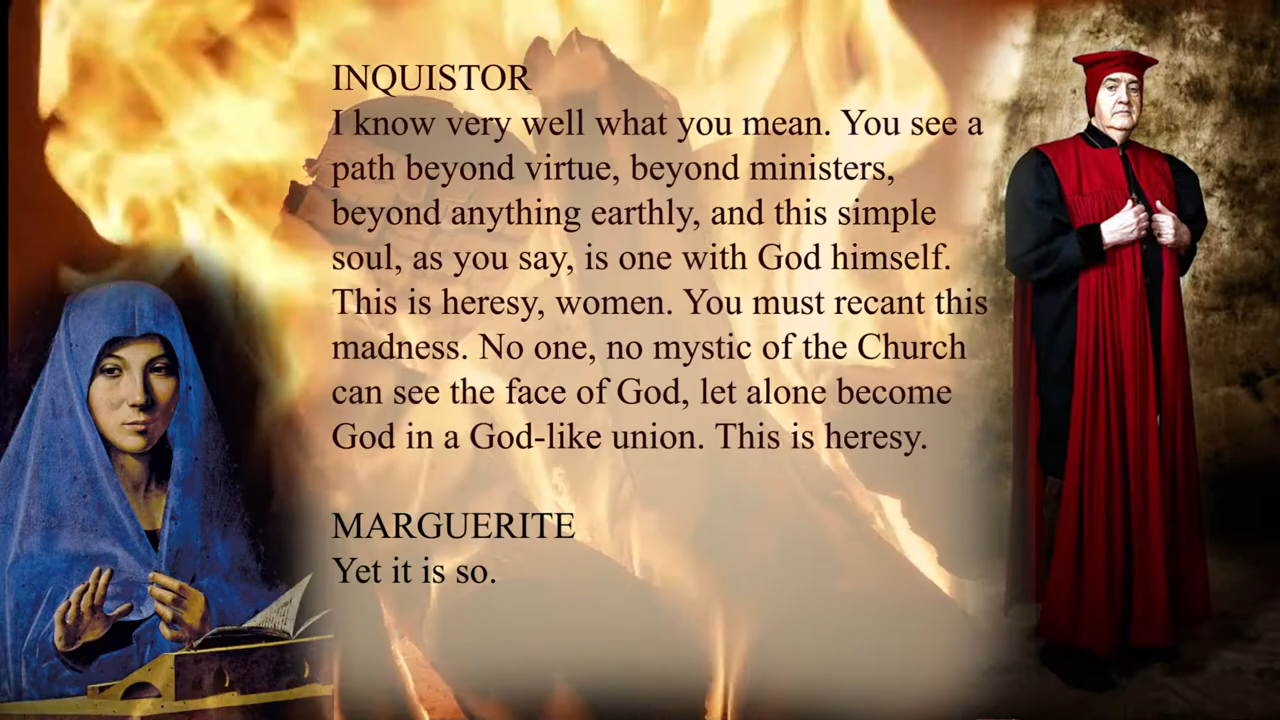 INQUISTOR
I know very well what you mean. You see a
path beyond virtue, beyond ministers,
beyond anything earthly, and this simple
soul, as you say, is one with God himself.
This is heresy, women. You must recant this
madness. No one, no mystic of the Church
can see the face of God, let alone become
God in a God-like union. This is heresy.
MARGUERITE
Yet it is so.